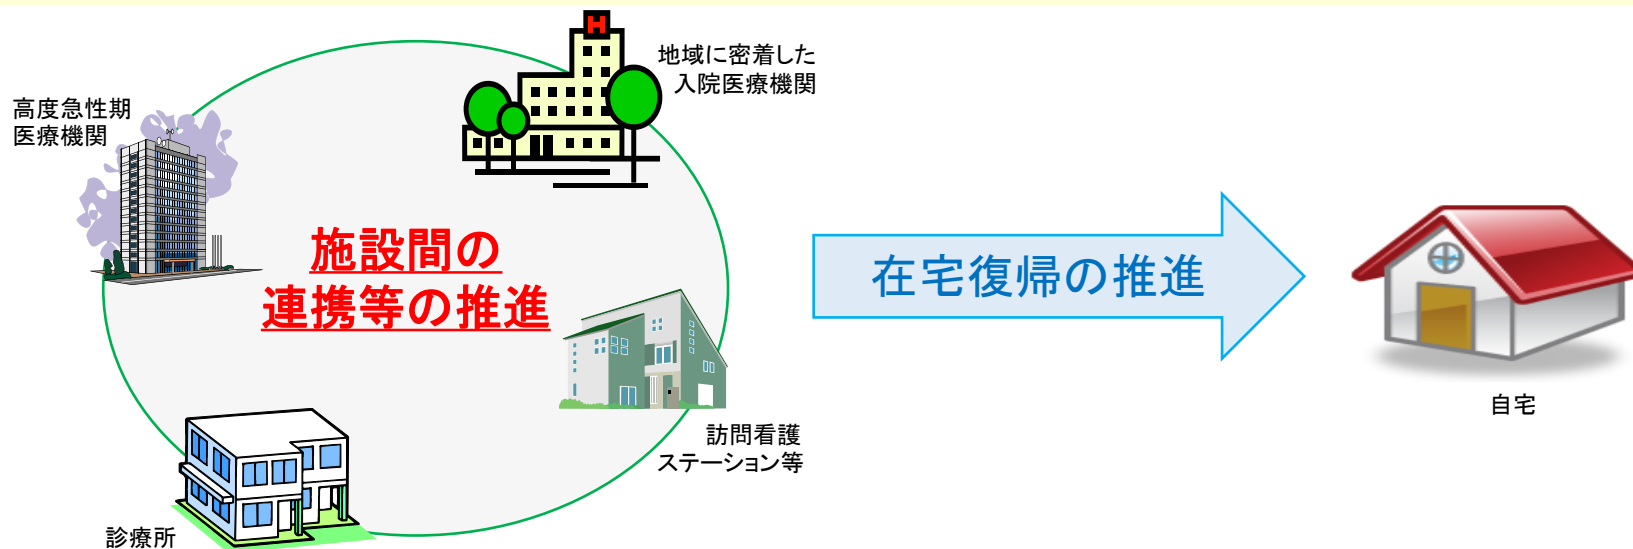 H
地域に密着した
入院医療機関
高度急性期
医療機関
施設間の
連携等の推進
在宅復帰の推進
自宅
訪問看護
ステーション等
診療所